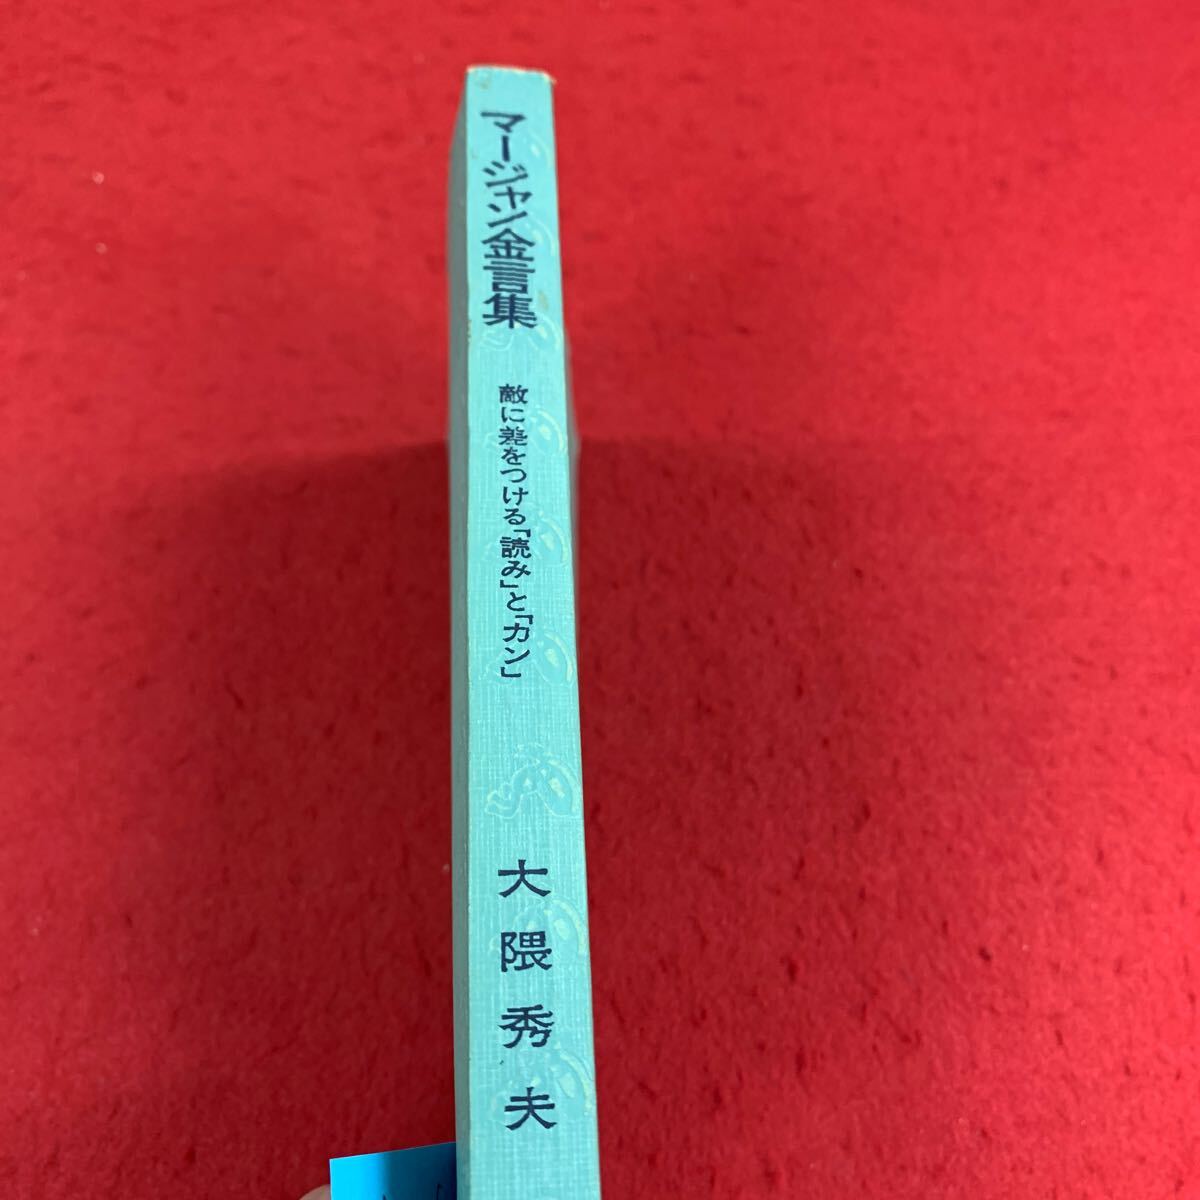 マージャン金言集
敵に差をつける「読み」と「カン」
大隈秀夫